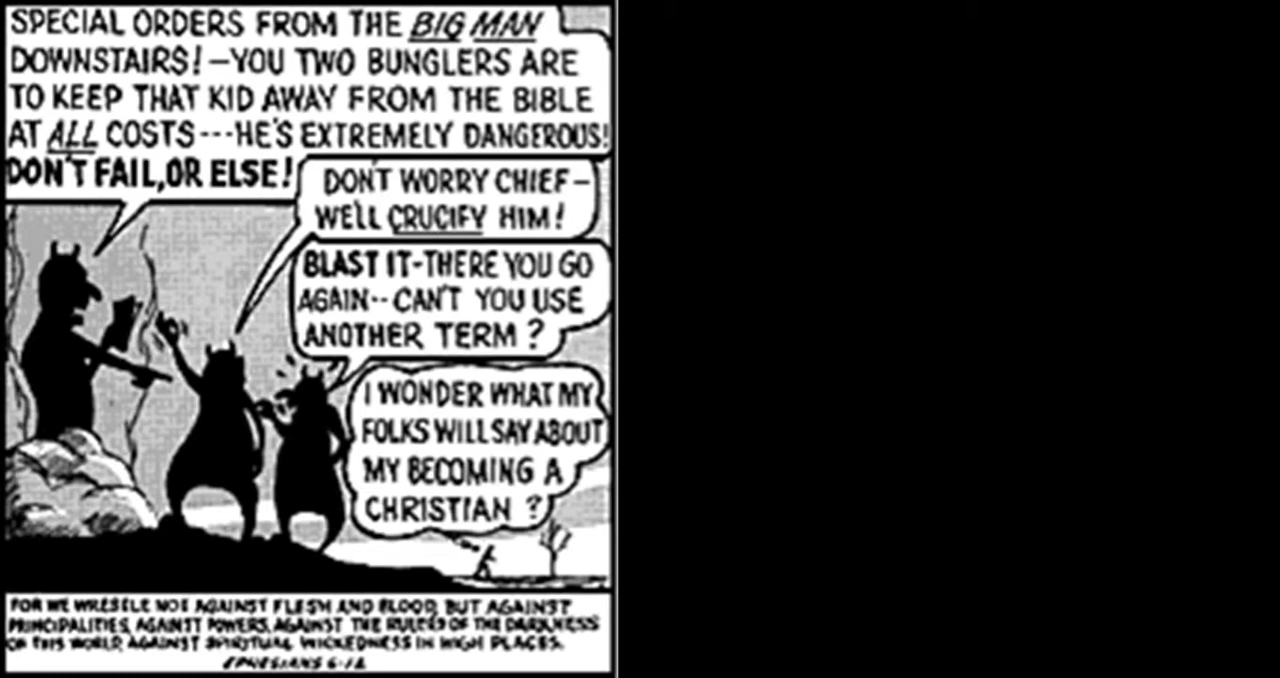 SPECIAL ORDERS FROM THE BIG MAN
DOWNSTAIRS! –YOU TWO BUNGLERS ARE
TO KEEP THAT KID AWAY FROM THE BIBLE
AT ALL COSTS ---HE'S EXTREMELY DANGEROUS!
DON'T FAIL, OR ELSE!
DON'T WORRY CHIEF–
WE'LL CRUCIFY HIM!
BLAST IT-THERE YOU GO
AGAIN-- CAN'T YOU USE
ANOTHER TERM?
I WONDER WHAT MY
FOLKS WILL SAY ABOUT
MY BECOMING A
CHRISTIAN ?
FOR WE WRESTLE NOT AGAINST FLESH AND BLOOD, BUT AGAINST
PRINCIPALITIES, AGAINST POWERS, AGAINST THE RULERS OF THE DARKNESS
OF THIS WORLD, AGAINST SPIRITUAL WICKEDNESS IN HIGH PLACES.
EPHESIANS 6-12